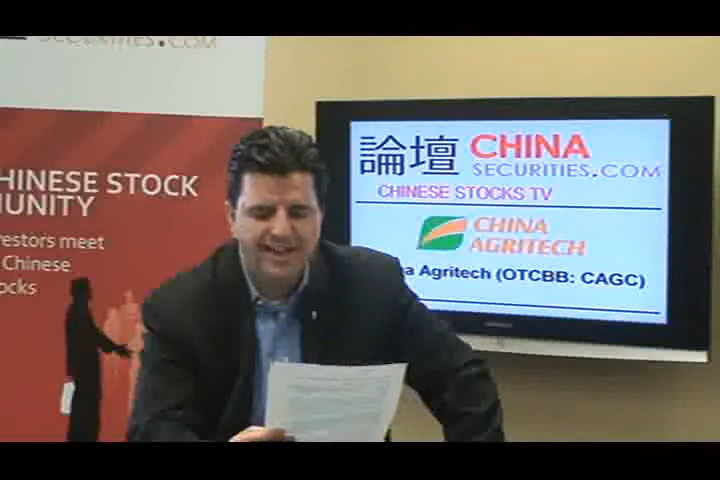 SECURITIES.COM
HINESE STOCK
UNITY
vestors meet
Chinese
ocks
論壇 CHINA
SECURITIES.COM
CHINESE STOCKS TV
CHINA
AGRITECH
a Agritech (OTCBB: CAGC)